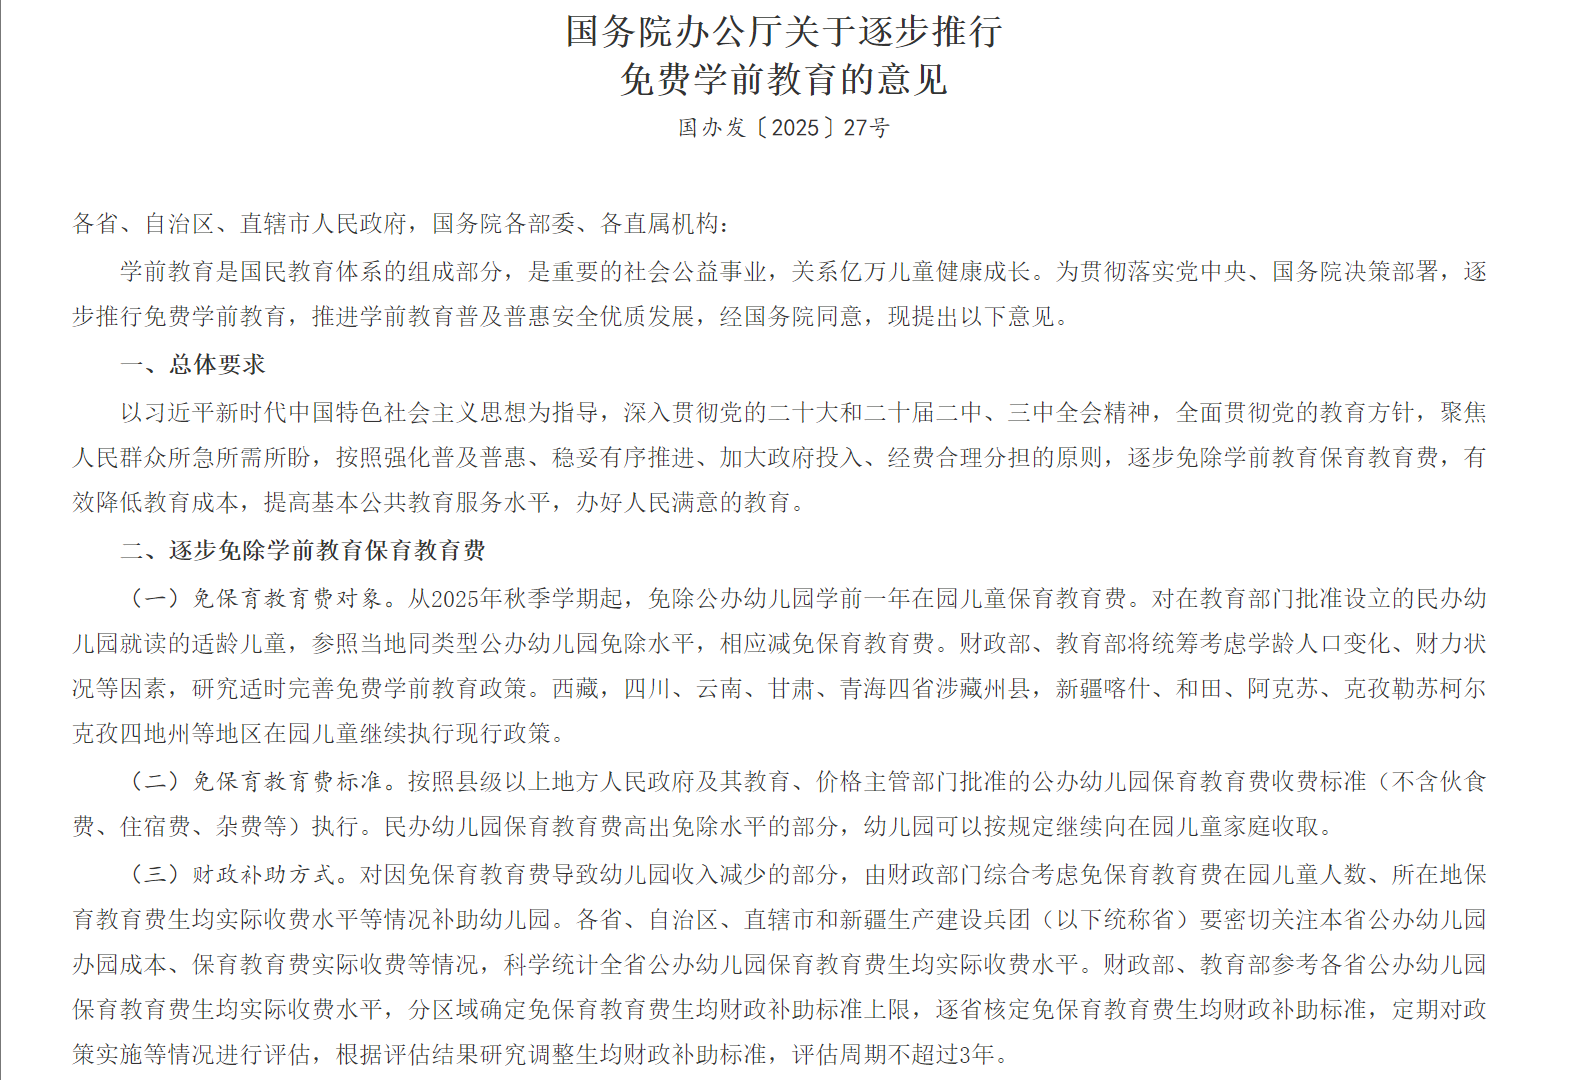 国务院办公厅关于逐步推行
免费学前教育的意见
国办发〔2025〕27号
各省、自治区、直辖市人民政府，国务院各部委、各直属机构：
学前教育是国民教育体系的组成部分，是重要的社会公益事业，关系亿万儿童健康成长。为贯彻落实党中央、国务院决策部署，逐
步推行免费学前教育，推进学前教育普及普惠安全优质发展，经国务院同意，现提出以下意见。
一、总体要求
以习近平新时代中国特色社会主义思想为指导，深入贯彻党的二十大和二十届二中、三中全会精神，全面贯彻党的教育方针，聚焦
人民群众所急所需所盼，按照强化普及普惠、稳妥有序推进、加大政府投入、经费合理分担的原则，逐步免除学前教育保育教育费，有
效降低教育成本，提高基本公共教育服务水平，办好人民满意的教育。
二、逐步免除学前教育保育教育费
（一）免保育教育费对象。从2025年秋季学期起，免除公办幼儿园学前一年在园儿童保育教育费。对在教育部门批准设立的民办幼
儿园就读的适龄儿童，参照当地同类型公办幼儿园免除水平，相应减免保育教育费。财政部、教育部将统筹考虑学龄人口变化、财力状
况等因素，研究适时完善免费学前教育政策。西藏，四川、云南、甘肃、青海四省涉藏州县，新疆喀什、和田、阿克苏、克孜勒苏柯尔
克孜四地州等地区在园儿童继续执行现行政策。
（二）免保育教育费标准。按照县级以上地方人民政府及其教育、价格主管部门批准的公办幼儿园保育教育费收费标准（不含伙食
费、住宿费、杂费等）执行。民办幼儿园保育教育费高出免除水平的部分，幼儿园可以按规定继续向在园儿童家庭收取。
（三）财政补助方式。对因免保育教育费导致幼儿园收入减少的部分，由财政部门综合考虑免保育教育费在园儿童人数、所在地保
育教育费生均实际收费水平等情况补助幼儿园。各省、自治区、直辖市和新疆生产建设兵团（以下统称省）要密切关注本省公办幼儿园
办园成本、保育教育费实际收费等情况，科学统计全省公办幼儿园保育教育费生均实际收费水平。财政部、教育部参考各省公办幼儿园
保育教育费生均实际收费水平，分区域确定免保育教育费生均财政补助标准上限，逐省核定免保育教育费生均财政补助标准，定期对政
策实施等情况进行评估，根据评估结果研究调整生均财政补助标准，评估周期不超过3年。